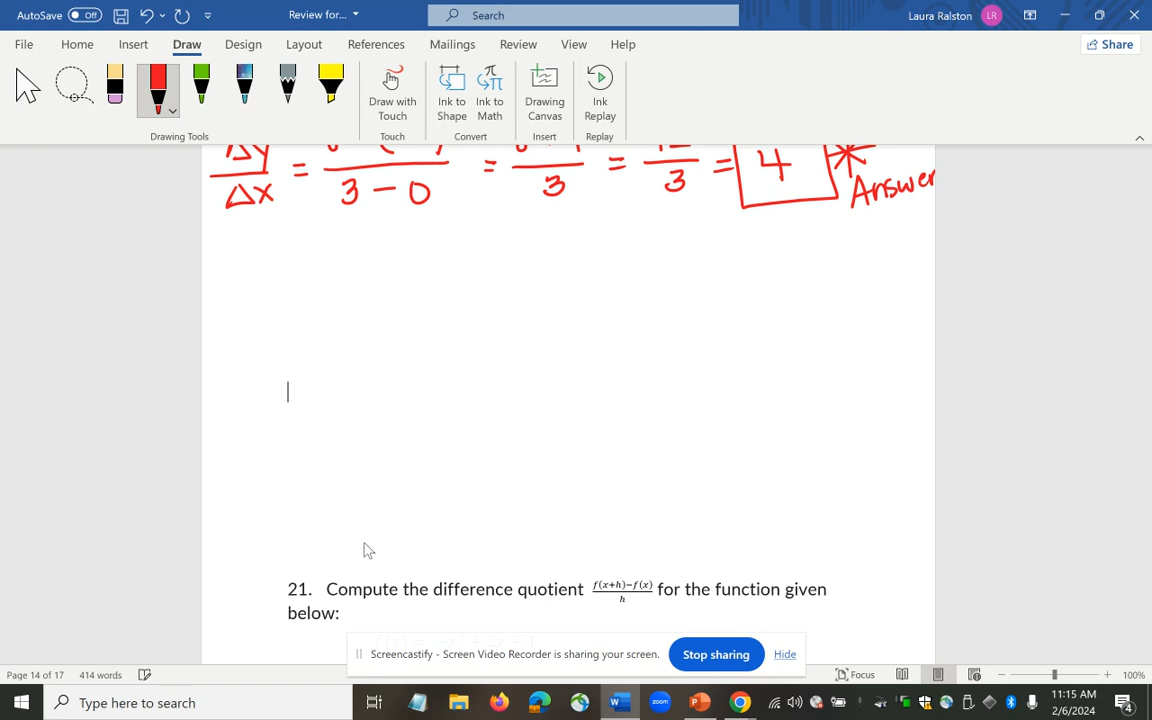 AutoSave Off Review for... Search Laura Ralston LR
File Home Insert Draw Design Layout References Mailings Review View Help Share
Draw with Touch Ink to Shape Ink to Math Drawing Canvas Ink Replay
Drawing Tools Touch Convert Insert Replay
Δy/Δx = /3 - 0 = /3 = /3 = 4 * Answer
21. Compute the difference quotient f(x+h)−f(x)/h for the function given
below:
Screencastify - Screen Video Recorder is sharing your screen. Stop sharing Hide
Page 14 of 17 414 words Focus 100%
Type here to search zoom 11:15 AM
2/6/2024 4